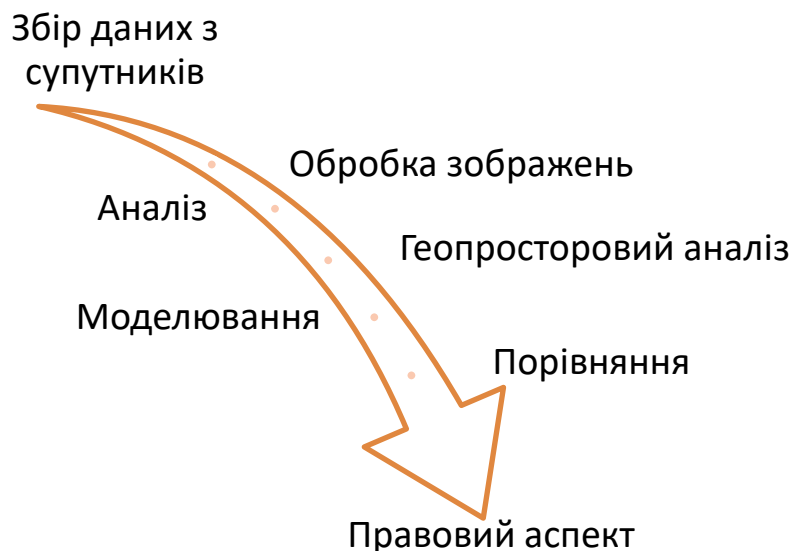 Збір даних з
супутників
Обробка зображень
Аналіз
Геопросторовий аналіз
Моделювання
Порівняння
Правовий аспект